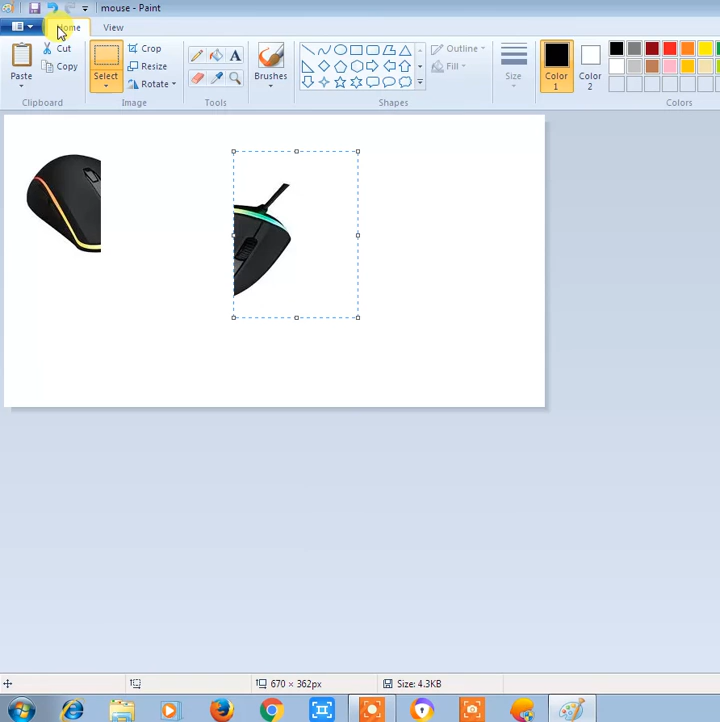 mouse - Paint
Home View
Paste
Cut
Copy
Clipboard
Select
Crop
Resize
Rotate
Image
A
Tools
Brushes
Outline
Fill
Shapes
Size
Color 1
Color 2
Colors
670 × 362px
Size: 4.3KB